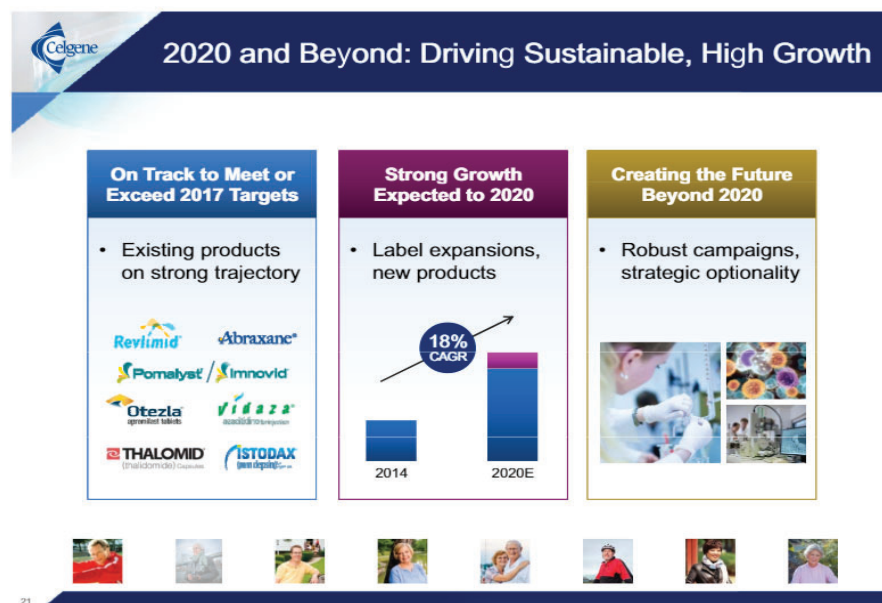 Celgene
2020 and Beyond: Driving Sustainable, High Growth
On Track to Meet or
Exceed 2017 Targets
• Existing products
on strong trajectory
Revlimid
Abraxane®
Pomalyst / Imnovid
Otezla
apremilast tablets
Vidaza
THALOMID
(thalidomide) Capsules
ISTODAX
Strong Growth
Expected to 2020
• Label expansions,
new products
18%
CAGR
2014
2020E
Creating the Future
Beyond 2020
• Robust campaigns,
strategic optionality
21